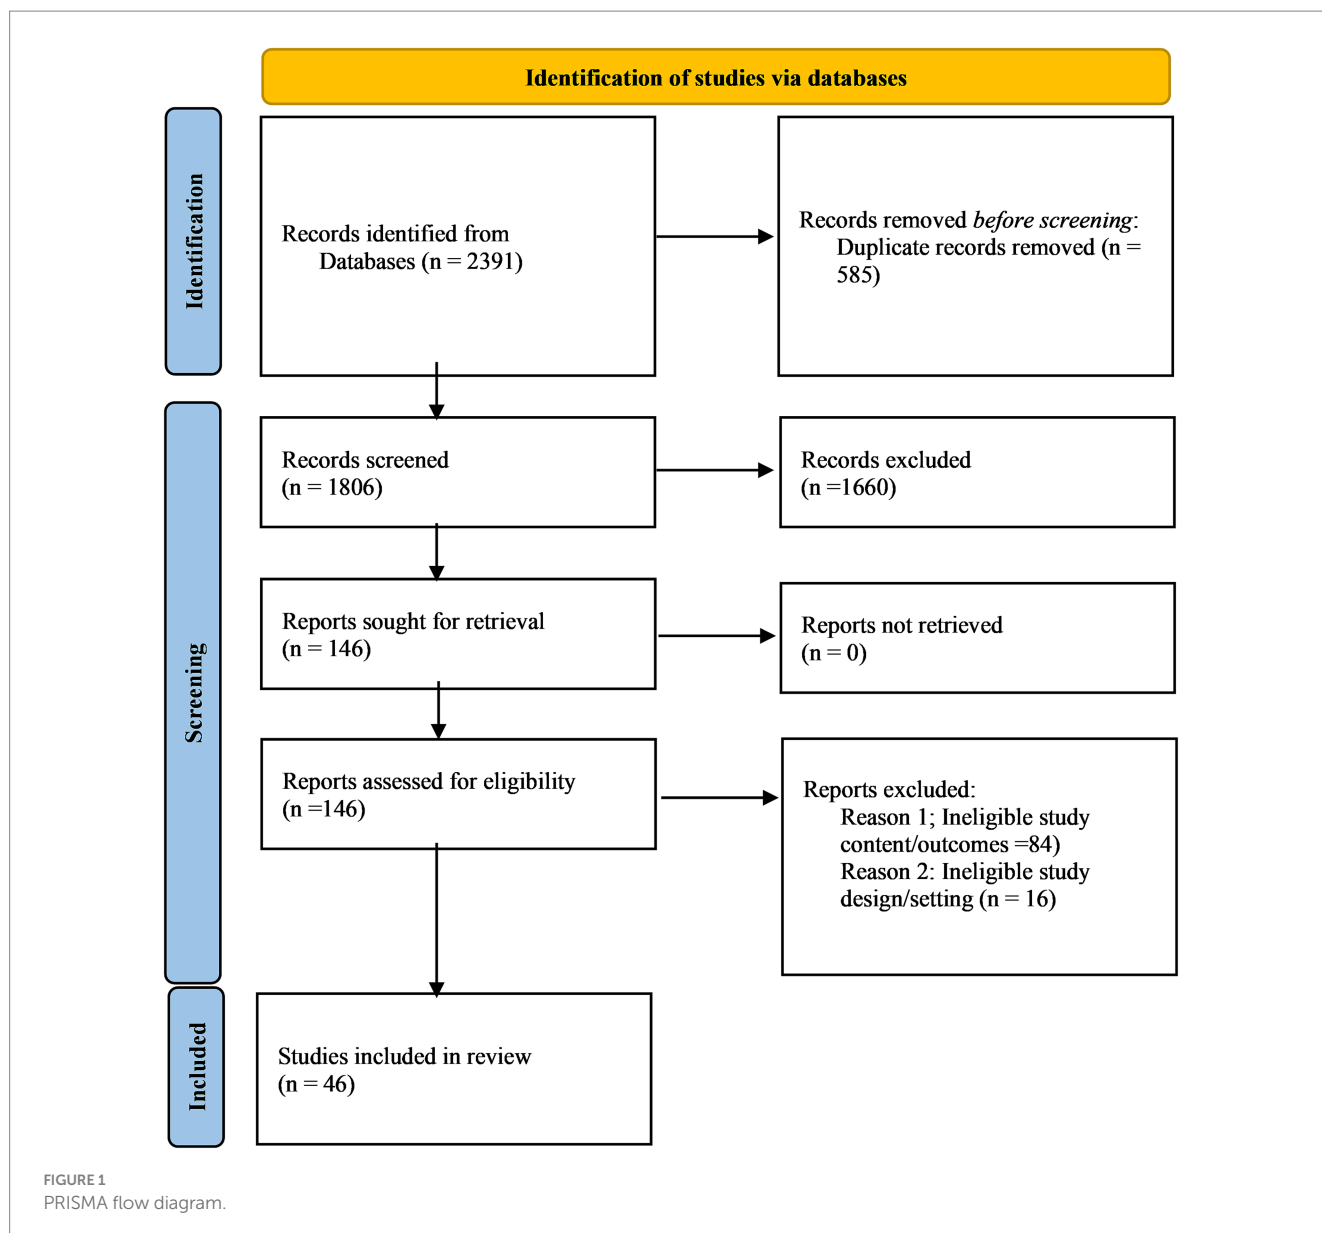 Identification of studies via databases
Identification
Records identified from
Databases (n = 2391)
Records removed before screening:
Duplicate records removed (n =
585)
Screening
Records screened
(n = 1806)
Records excluded
(n =1660)
Reports sought for retrieval
(n = 146)
Reports not retrieved
(n = 0)
Reports assessed for eligibility
(n =146)
Reports excluded:
Reason 1; Ineligible study
content/outcomes =84)
Reason 2: Ineligible study
design/setting (n = 16)
Included
Studies included in review
(n = 46)
FIGURE 1
PRISMA flow diagram.